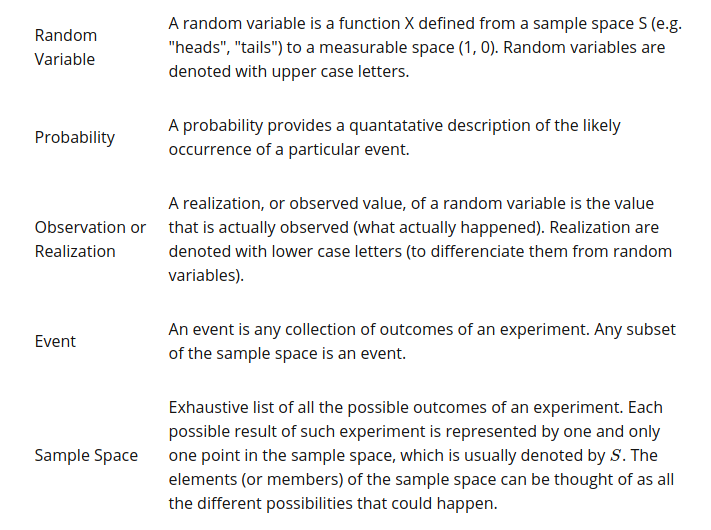 Random
Variable
A random variable is a function X defined from a sample space S (e.g.
"heads", "tails") to a measurable space (1, 0). Random variables are
denoted with upper case letters.
Probability
A probability provides a quantatative description of the likely
occurrence of a particular event.
Observation or
Realization
A realization, or observed value, of a random variable is the value
that is actually observed (what actually happened). Realization are
denoted with lower case letters (to differenciate them from random
variables).
Event
An event is any collection of outcomes of an experiment. Any subset
of the sample space is an event.
Sample Space
Exhaustive list of all the possible outcomes of an experiment. Each
possible result of such experiment is represented by one and only
one point in the sample space, which is usually denoted by S. The
elements (or members) of the sample space can be thought of as all
the different possibilities that could happen.